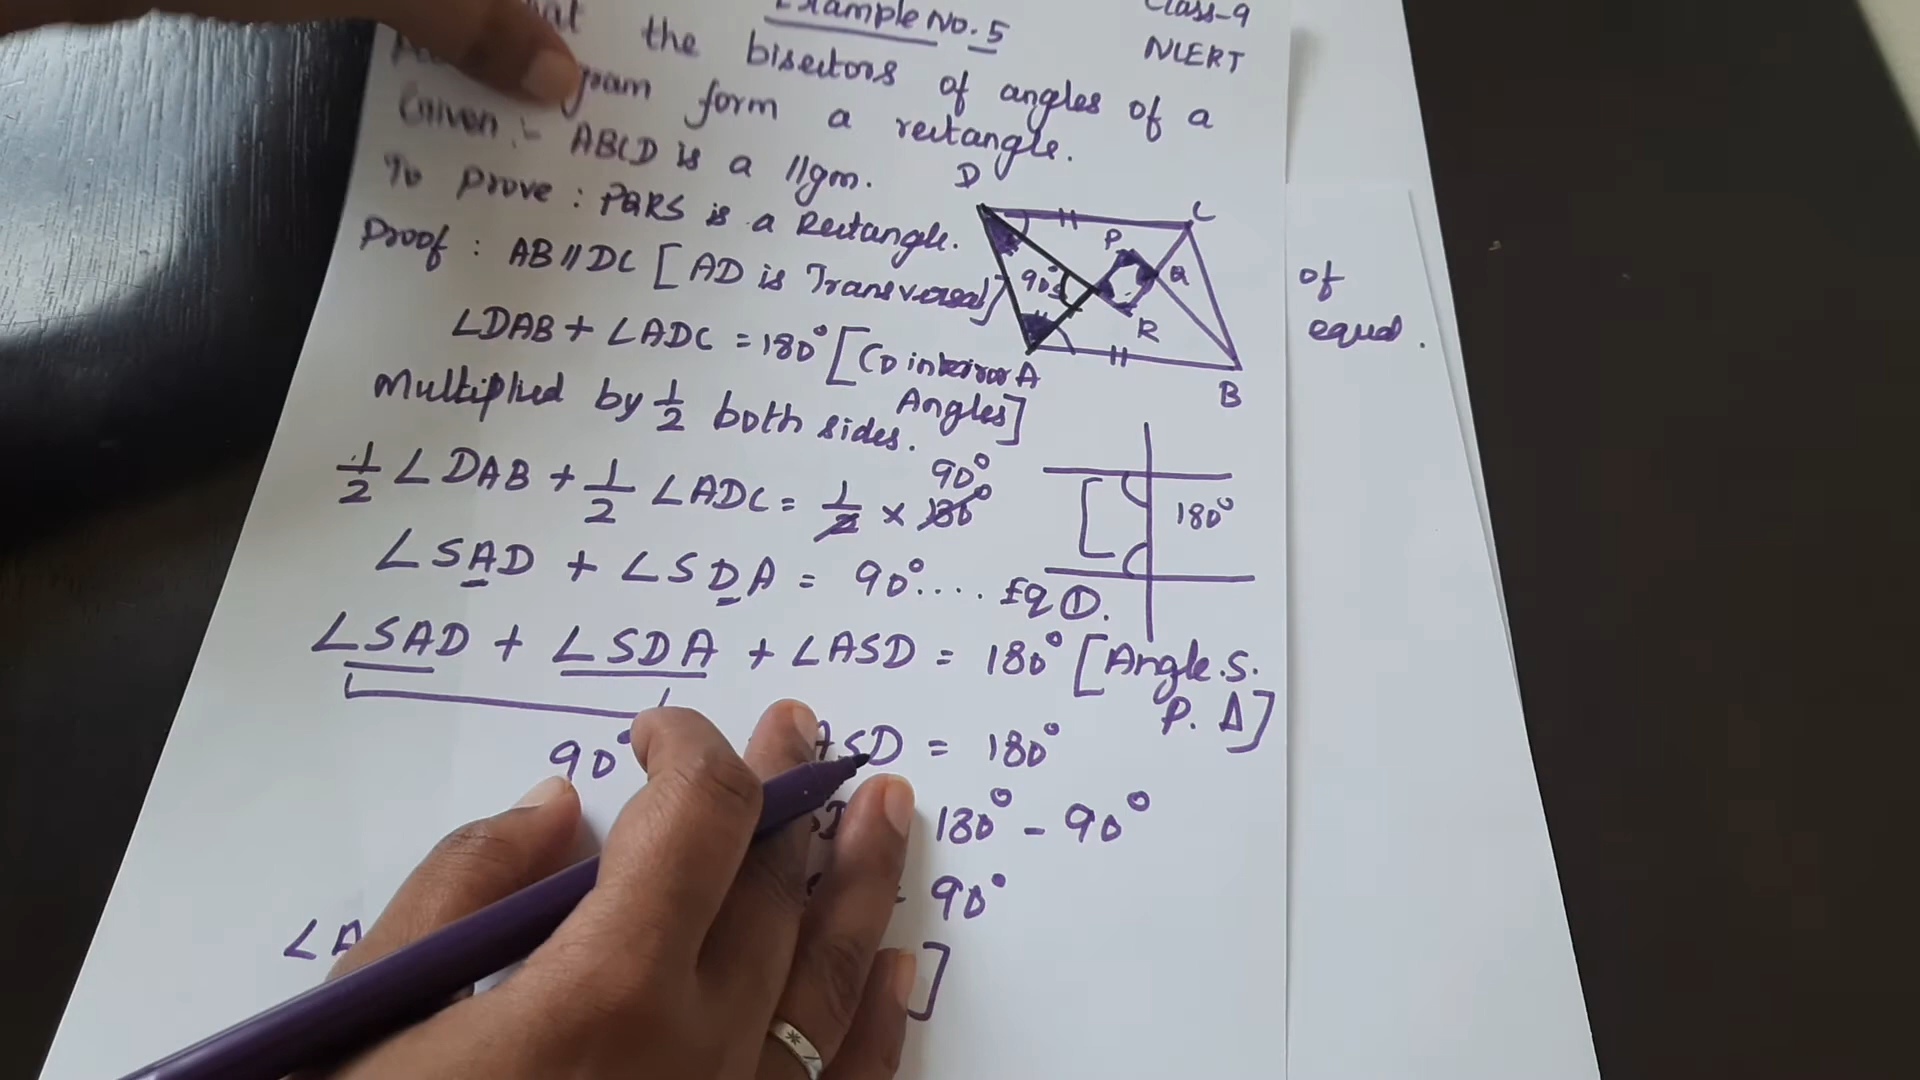 Example No. 5
Class-9
NCERT
the bisectors of angles of a
gram form a rectangle.
Given :- ABCD is a ||gm.
To prove : PQRS is a Rectangle.
Proof : AB || DC [AD is Transversal]
∠DAB + ∠ADC = 180° [Co interior
Angles]
Multiplied by 1/2 both sides.
1/2 ∠DAB + 1/2 ∠ADC = 1/2 × 180°
90°
∠SAD + ∠SDA = 90° .... Eq ①.
∠SAD + ∠SDA + ∠ASD = 180° [Angle.S.
P. Δ]
90° ASD = 180°
180° - 90°
= 90°
∠A ]
D
C
P
Q
90°
S
R
A
B
180°
of
equal.